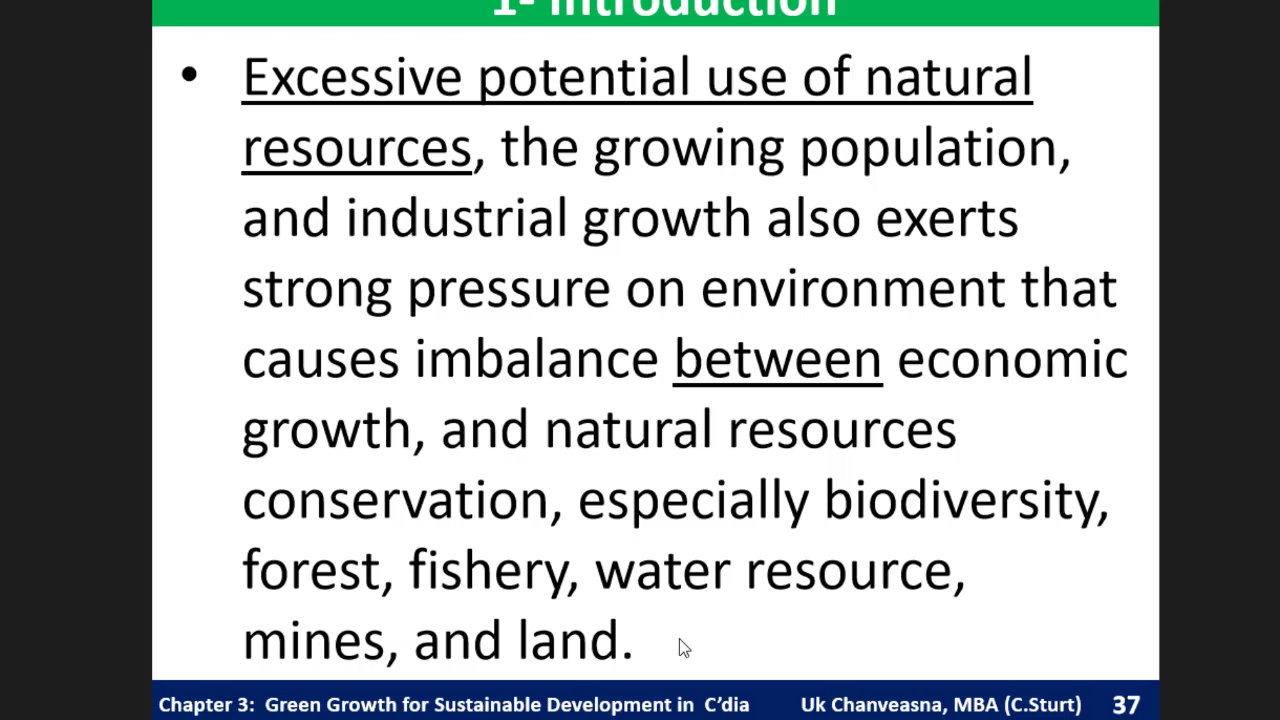 1- Introduction
• Excessive potential use of natural
resources, the growing population,
and industrial growth also exerts
strong pressure on environment that
causes imbalance between economic
growth, and natural resources
conservation, especially biodiversity,
forest, fishery, water resource,
mines, and land.
Chapter 3: Green Growth for Sustainable Development in C'dia Uk Chanveasna, MBA (C.Sturt) 37